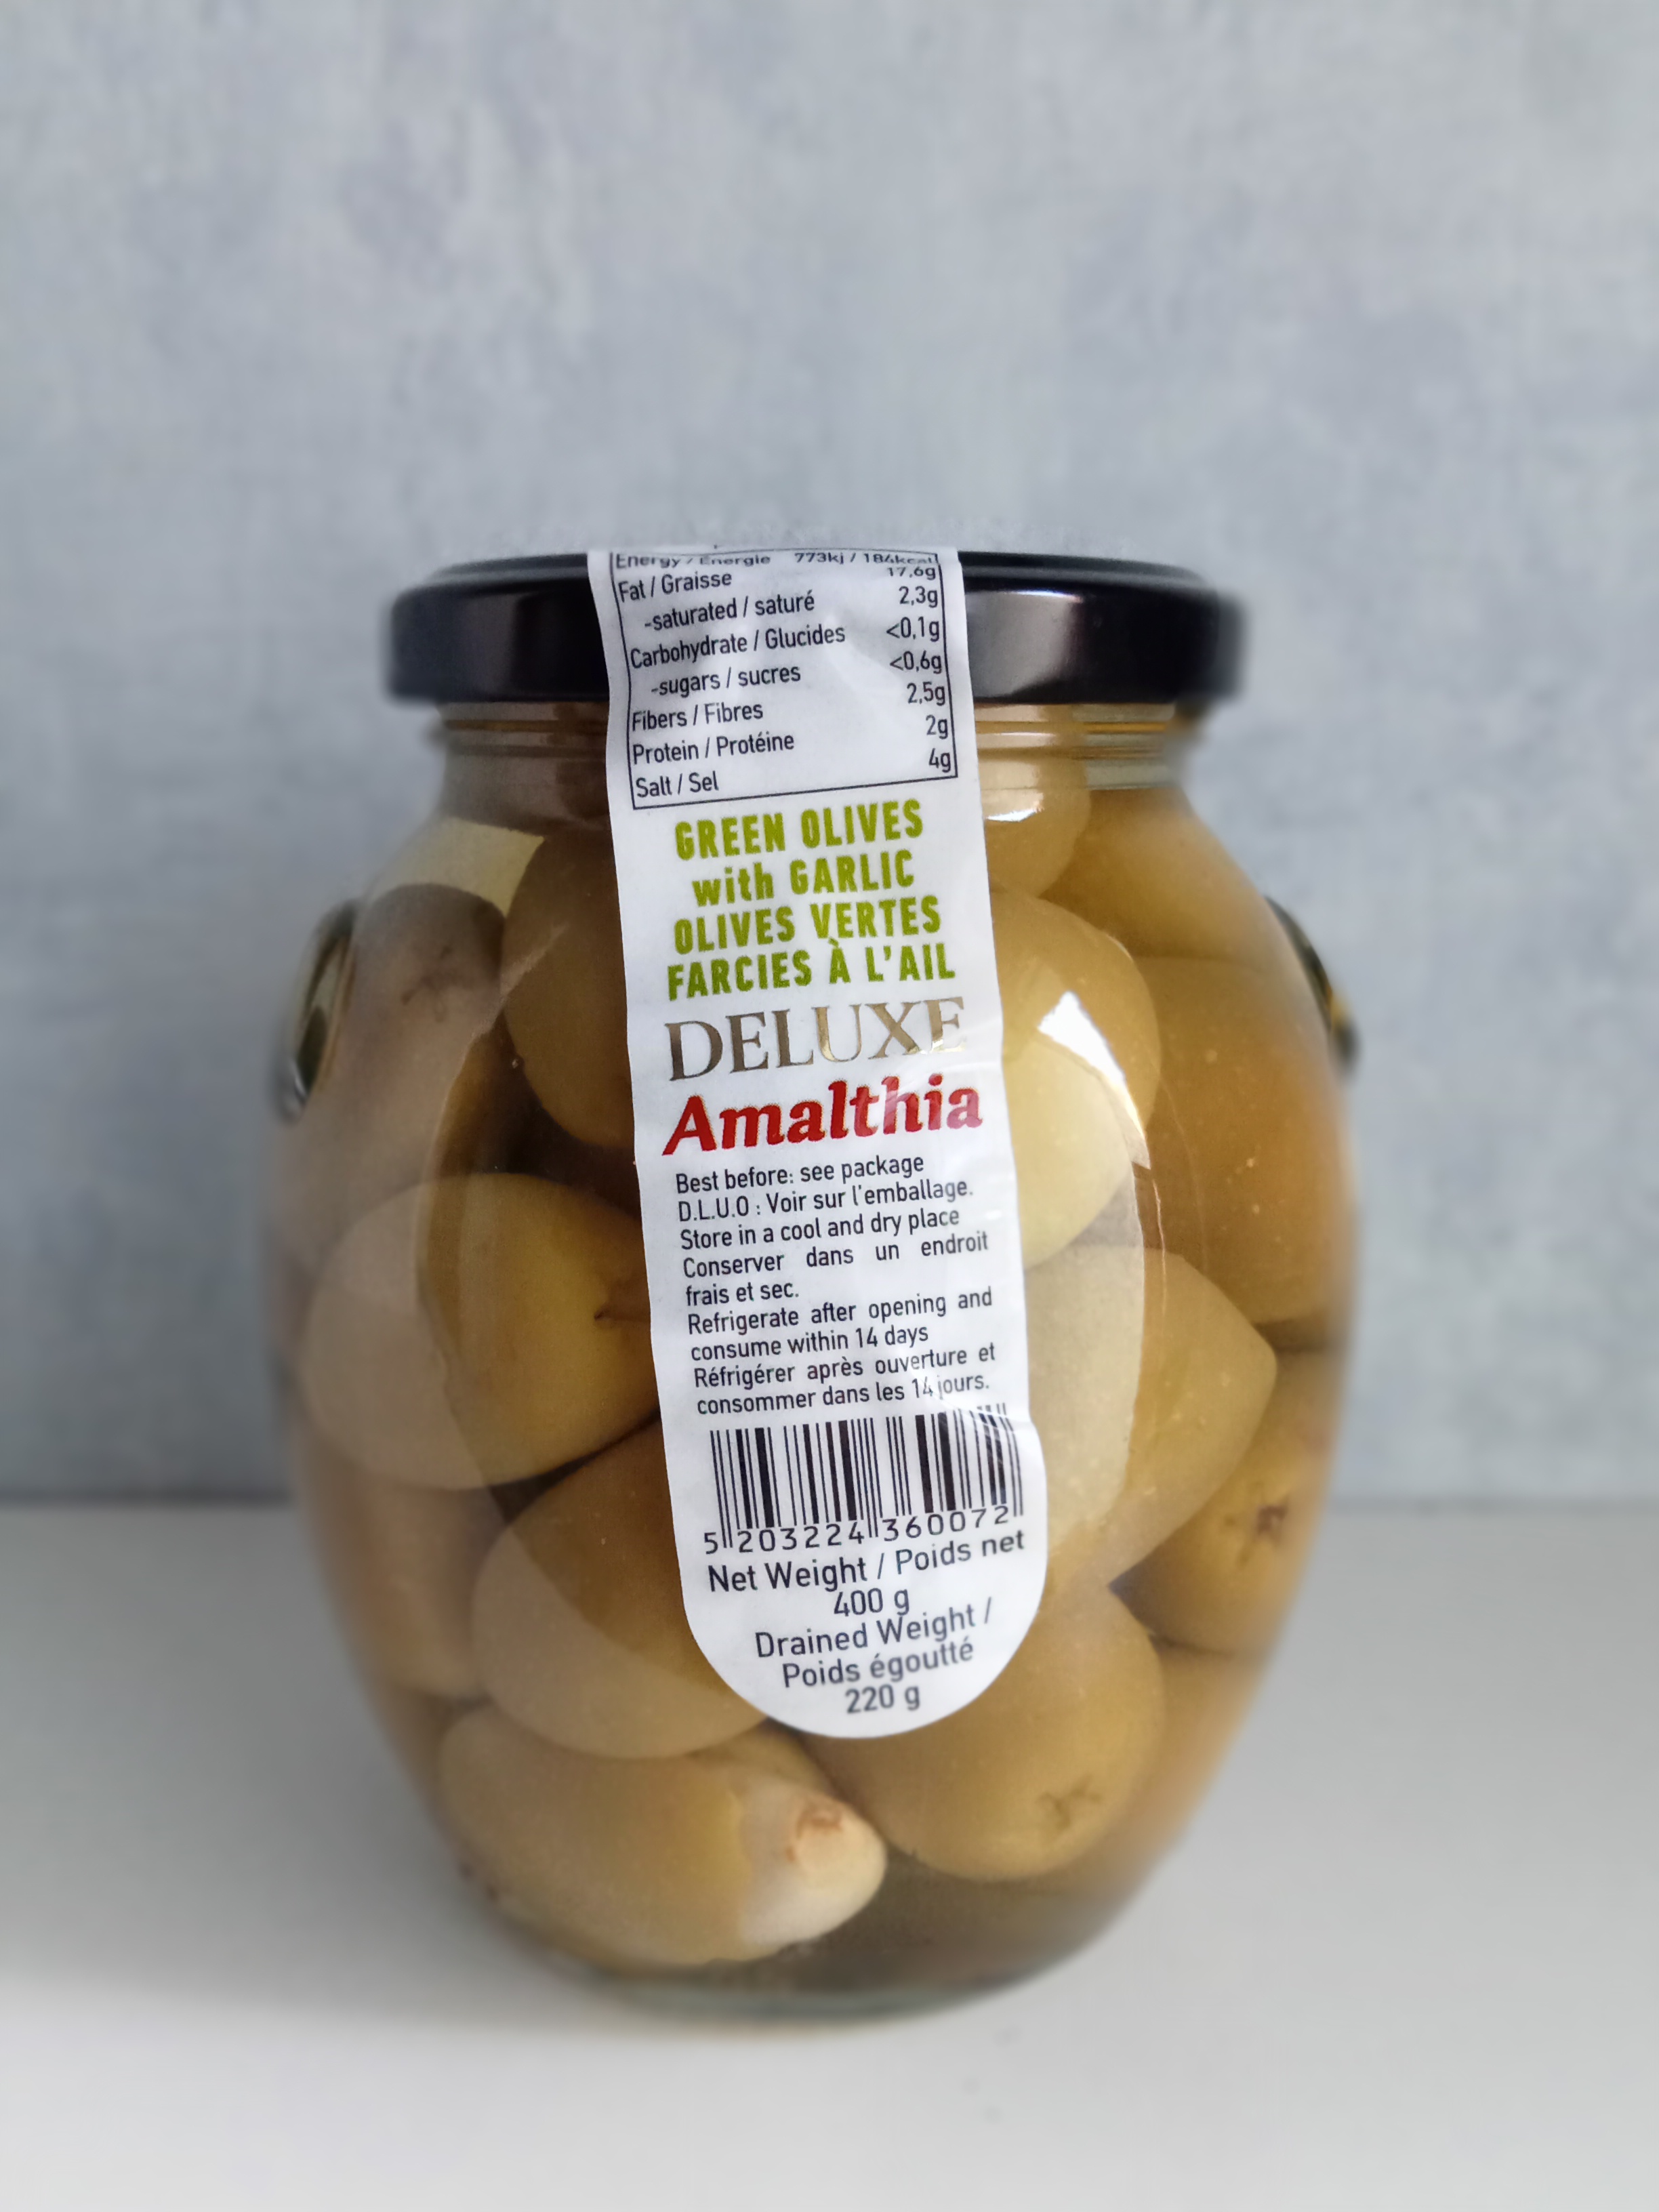 Energy / Énergie 773kj / 184kcal
Fat / Graisse 17,6g
-saturated / saturé 2,3g
Carbohydrate / Glucides <0,1g
-sugars / sucres <0,6g
Fibers / Fibres 2,5g
Protein / Protéine 2g
Salt / Sel 4g
GREEN OLIVES
with GARLIC
OLIVES VERTES
FARCIES À L'AIL
DELUXE
Amalthia
Best before: see package
D.L.U.O : Voir sur l'emballage.
Store in a cool and dry place
Conserver dans un endroit
frais et sec.
Refrigerate after opening and
consume within 14 days
Réfrigérer après ouverture et
consommer dans les 14 jours.
5 203224 360072
Net Weight / Poids net
400 g
Drained Weight /
Poids égoutté
220 g